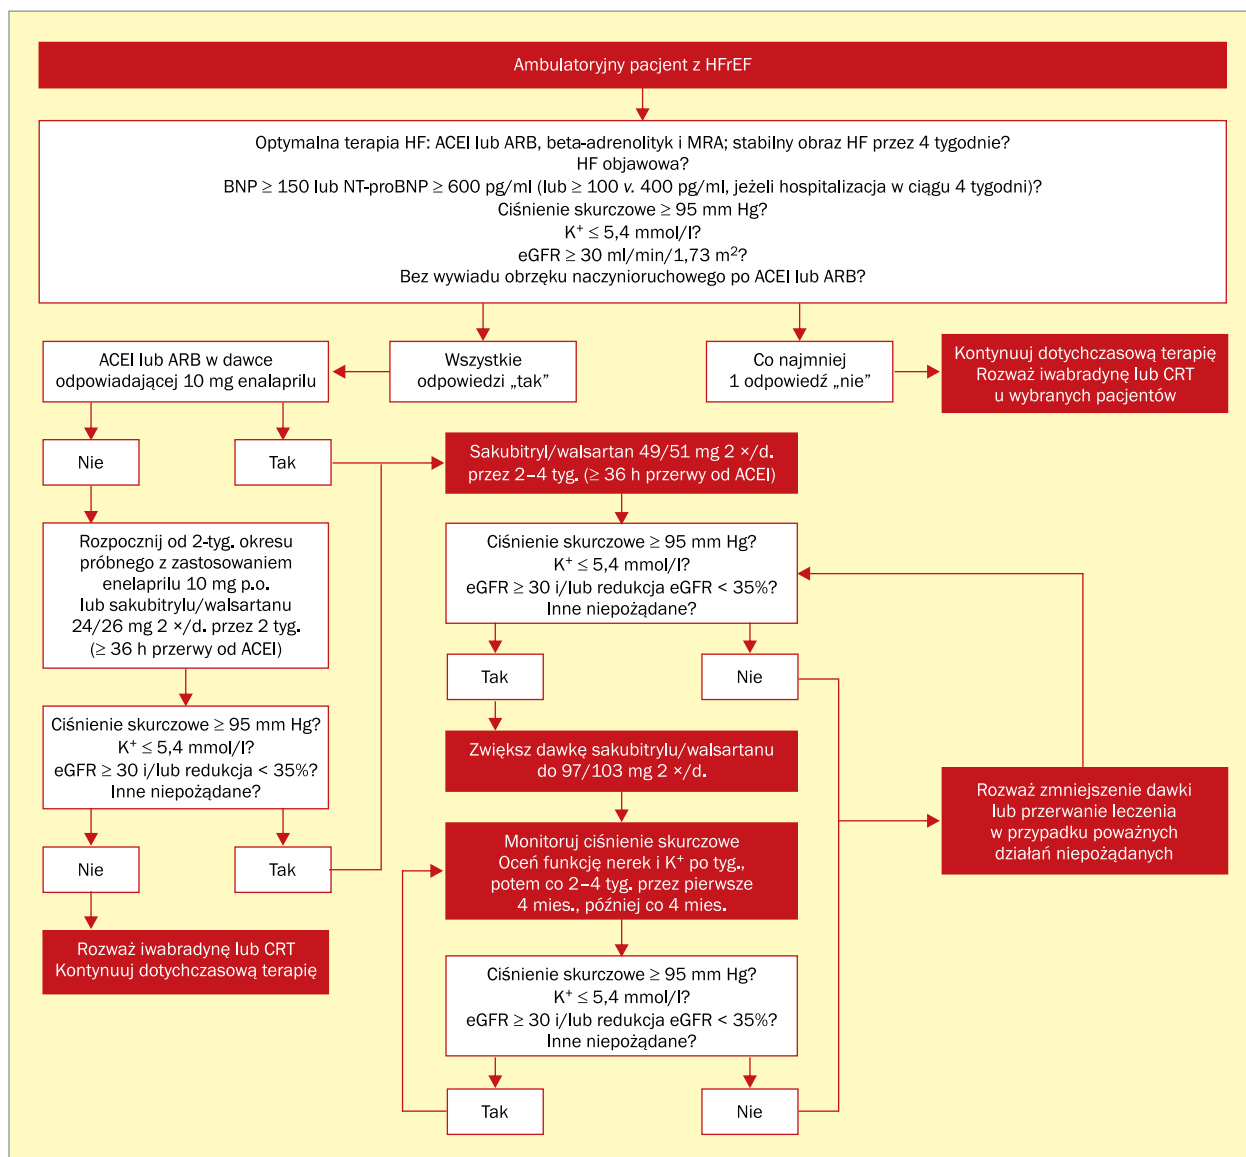 Ambulatoryjny pacjent z HFrEF
Optymalna terapia HF: ACEI lub ARB, beta-adrenolityk i MRA; stabilny obraz HF przez 4 tygodnie?
HF objawowa?
BNP ≥ 150 lub NT-proBNP ≥ 600 pg/ml (lub ≥ 100 v. 400 pg/ml, jeżeli hospitalizacja w ciągu 4 tygodni)?
Ciśnienie skurczowe ≥ 95 mm Hg?
K⁺ ≤ 5,4 mmol/l?
eGFR ≥ 30 ml/min/1,73 m²?
Bez wywiadu obrzęku naczynioruchowego po ACEI lub ARB?
ACEI lub ARB w dawce
odpowiadającej 10 mg enalaprilu
Wszystkie
odpowiedzi „tak”
Co najmniej
1 odpowiedź „nie”
Kontynuuj dotychczasową terapię
Rozważ iwabradynę lub CRT
u wybranych pacjentów
Nie
Tak
Sakubitryl/walsartan 49/51 mg 2 ×/d.
przez 2–4 tyg. (≥ 36 h przerwy od ACEI)
Rozpocznij od 2-tyg. okresu
próbnego z zastosowaniem
enelaprilu 10 mg p.o.
lub sakubitrylu/walsartanu
24/26 mg 2 ×/d. przez 2 tyg.
(≥ 36 h przerwy od ACEI)
Ciśnienie skurczowe ≥ 95 mm Hg?
K⁺ ≤ 5,4 mmol/l?
eGFR ≥ 30 i/lub redukcja eGFR < 35%?
Inne niepożądane?
Tak
Nie
Ciśnienie skurczowe ≥ 95 mm Hg?
K⁺ ≤ 5,4 mmol/l?
eGFR ≥ 30 i/lub redukcja < 35%?
Inne niepożądane?
Zwiększ dawkę sakubitrylu/walsartanu
do 97/103 mg 2 ×/d.
Rozważ zmniejszenie dawki
lub przerwanie leczenia
w przypadku poważnych
działań niepożądanych
Nie
Tak
Monitoruj ciśnienie skurczowe
Oceń funkcję nerek i K⁺ po tyg.,
potem co 2–4 tyg. przez pierwsze
4 mies., później co 4 mies.
Rozważ iwabradynę lub CRT
Kontynuuj dotychczasową terapię
Ciśnienie skurczowe ≥ 95 mm Hg?
K⁺ ≤ 5,4 mmol/l?
eGFR ≥ 30 i/lub redukcja eGFR < 35%?
Inne niepożądane?
Tak
Nie